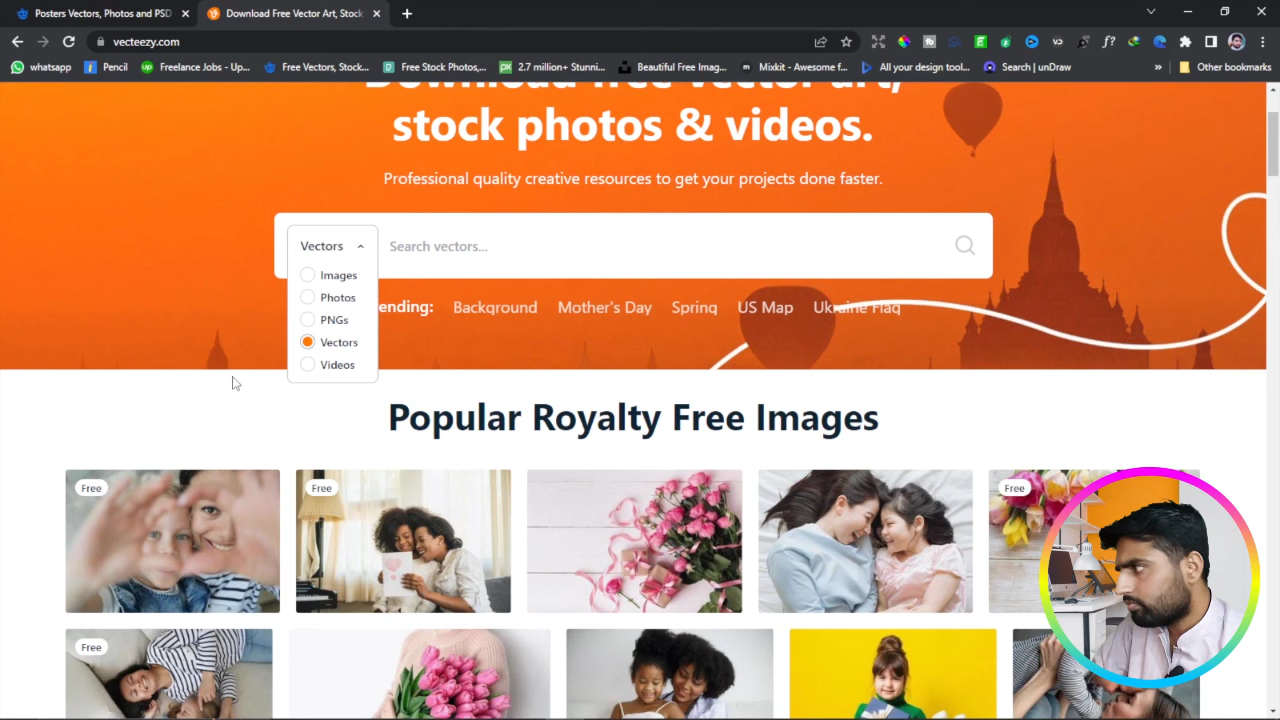 Posters Vectors, Photos and PSD
Download Free Vector Art, Stock
vecteezy.com
whatsapp
Pencil
Freelance Jobs - Up...
Free Vectors, Stock...
Free Stock Photos,...
2.7 million+ Stunni...
Beautiful Free Imag...
Mixkit - Awesome f...
All your design tool...
Search | unDraw
»
Other bookmarks
Download free vector art,
stock photos & videos.
Professional quality creative resources to get your projects done faster.
Vectors
Search vectors...
Images
Photos
PNGs
Vectors
Videos
ending:
Background
Mother's Day
Spring
US Map
Ukraine Flag
Popular Royalty Free Images
Free
Free
Free
Free